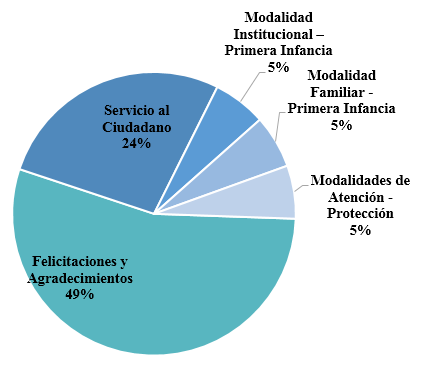 Modalidad
Institucional –
Primera Infancia
5%
Modalidad
Familiar -
Primera Infancia
5%
Modalidades de
Atención -
Protección
5%
Servicio al
Ciudadano
24%
Felicitaciones y
Agradecimientos
49%